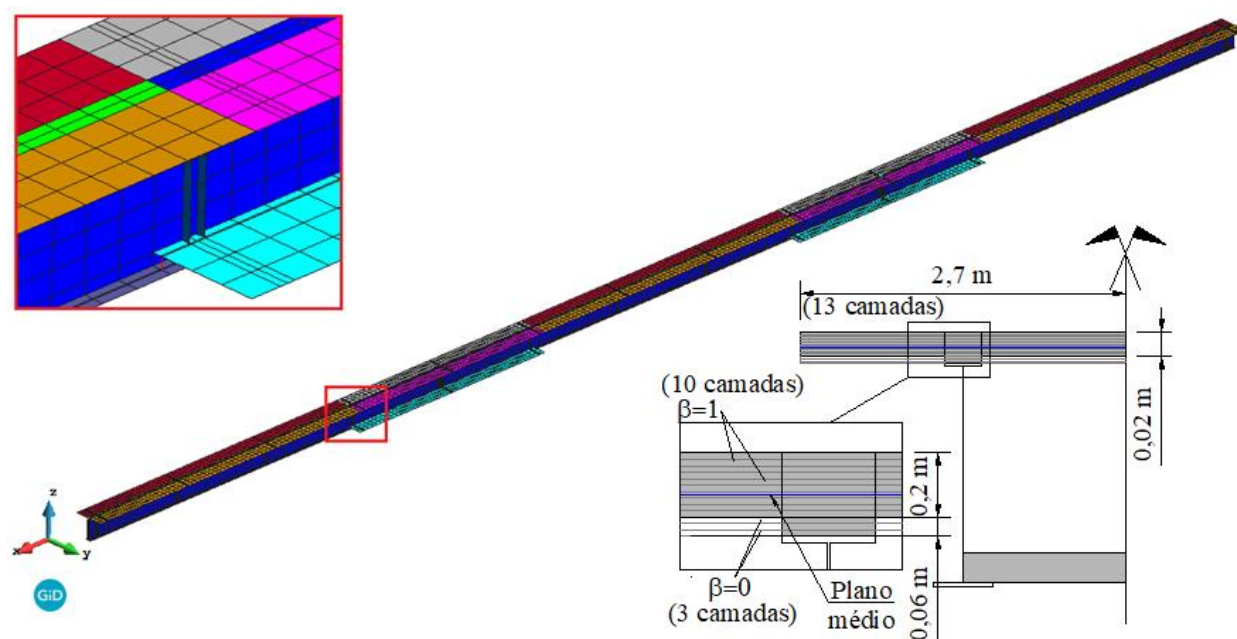 2,7 m
(13 camadas)
(10 camadas)
β=1
0,02 m
0,2 m
z
x
y
GiD
β=0
(3 camadas)
Plano
médio
0,06 m